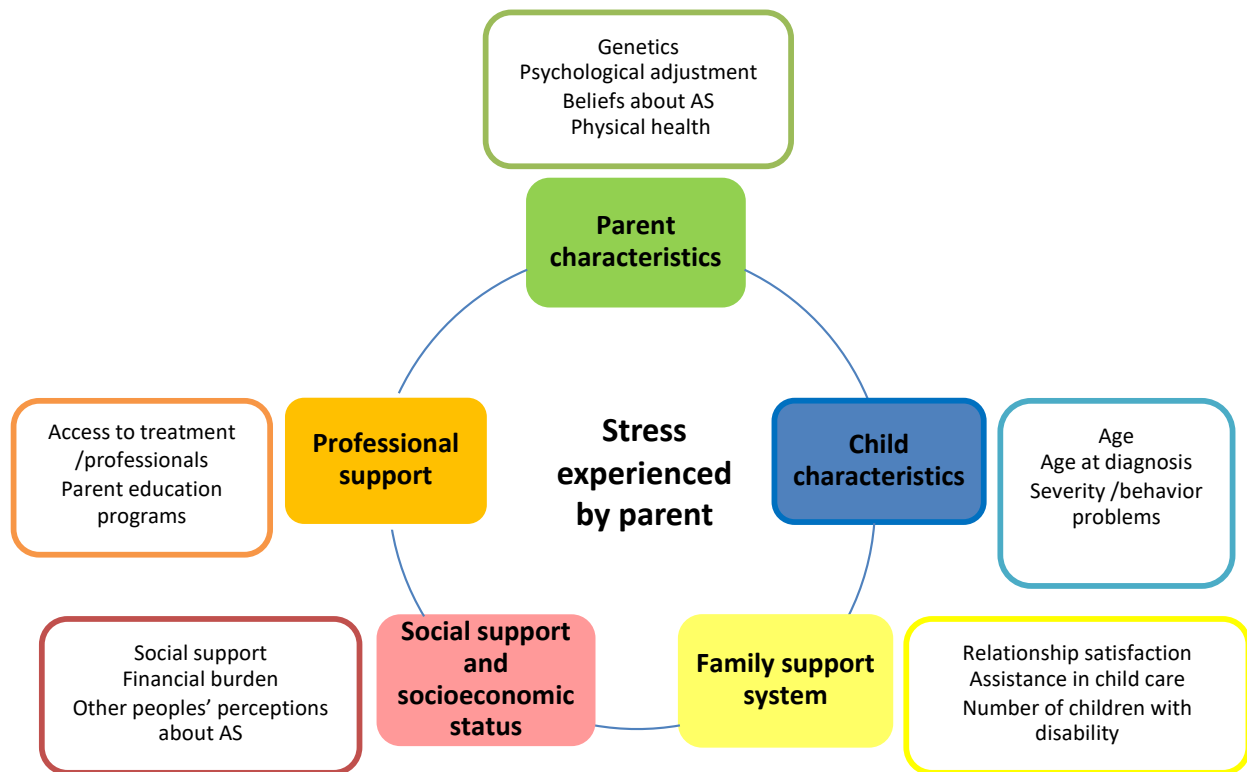 Genetics
Psychological adjustment
Beliefs about AS
Physical health
Parent
characteristics
Access to treatment
/professionals
Parent education
programs
Professional
support
Stress
experienced
by parent
Child
characteristics
Age
Age at diagnosis
Severity /behavior
problems
Social support
Financial burden
Other peoples’ perceptions
about AS
Social support
and
socioeconomic
status
Family support
system
Relationship satisfaction
Assistance in child care
Number of children with
disability